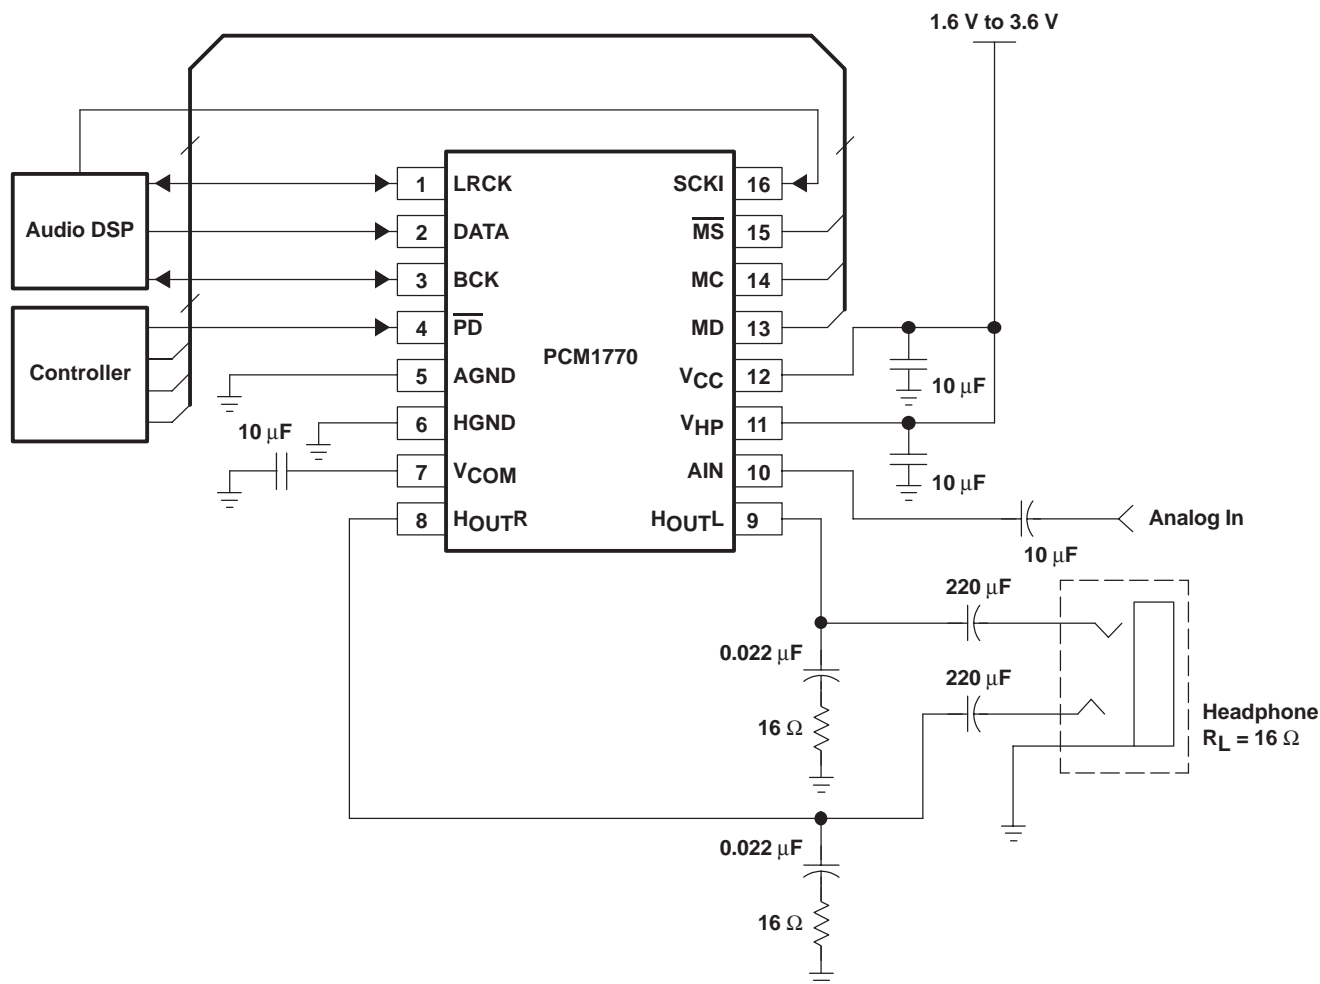 1.6 V to 3.6 V
Audio DSP
Controller
1 LRCK
2 DATA
3 BCK
4 PD
5 AGND
6 HGND
7 VCOM
8 HOUTR
SCKI 16
MS 15
MC 14
MD 13
VCC 12
VHP 11
AIN 10
HOUTL 9
PCM1770
10 μF
10 μF
10 μF
10 μF
Analog In
220 μF
220 μF
0.022 μF
16 Ω
0.022 μF
16 Ω
Headphone
RL = 16 Ω